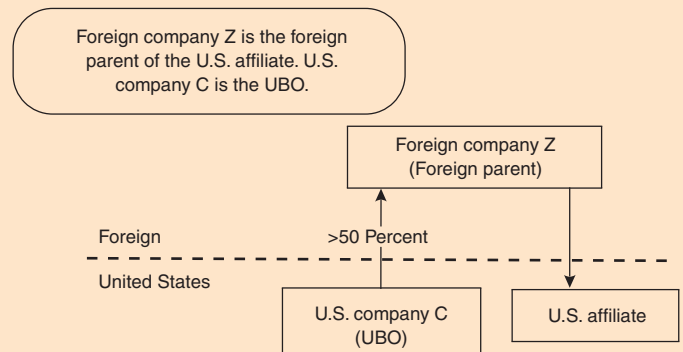 Foreign company Z is the foreign
parent of the U.S. affiliate. U.S.
company C is the UBO.
Foreign company Z
(Foreign parent)
Foreign
>50 Percent
United States
U.S. company C
(UBO)
U.S. affiliate